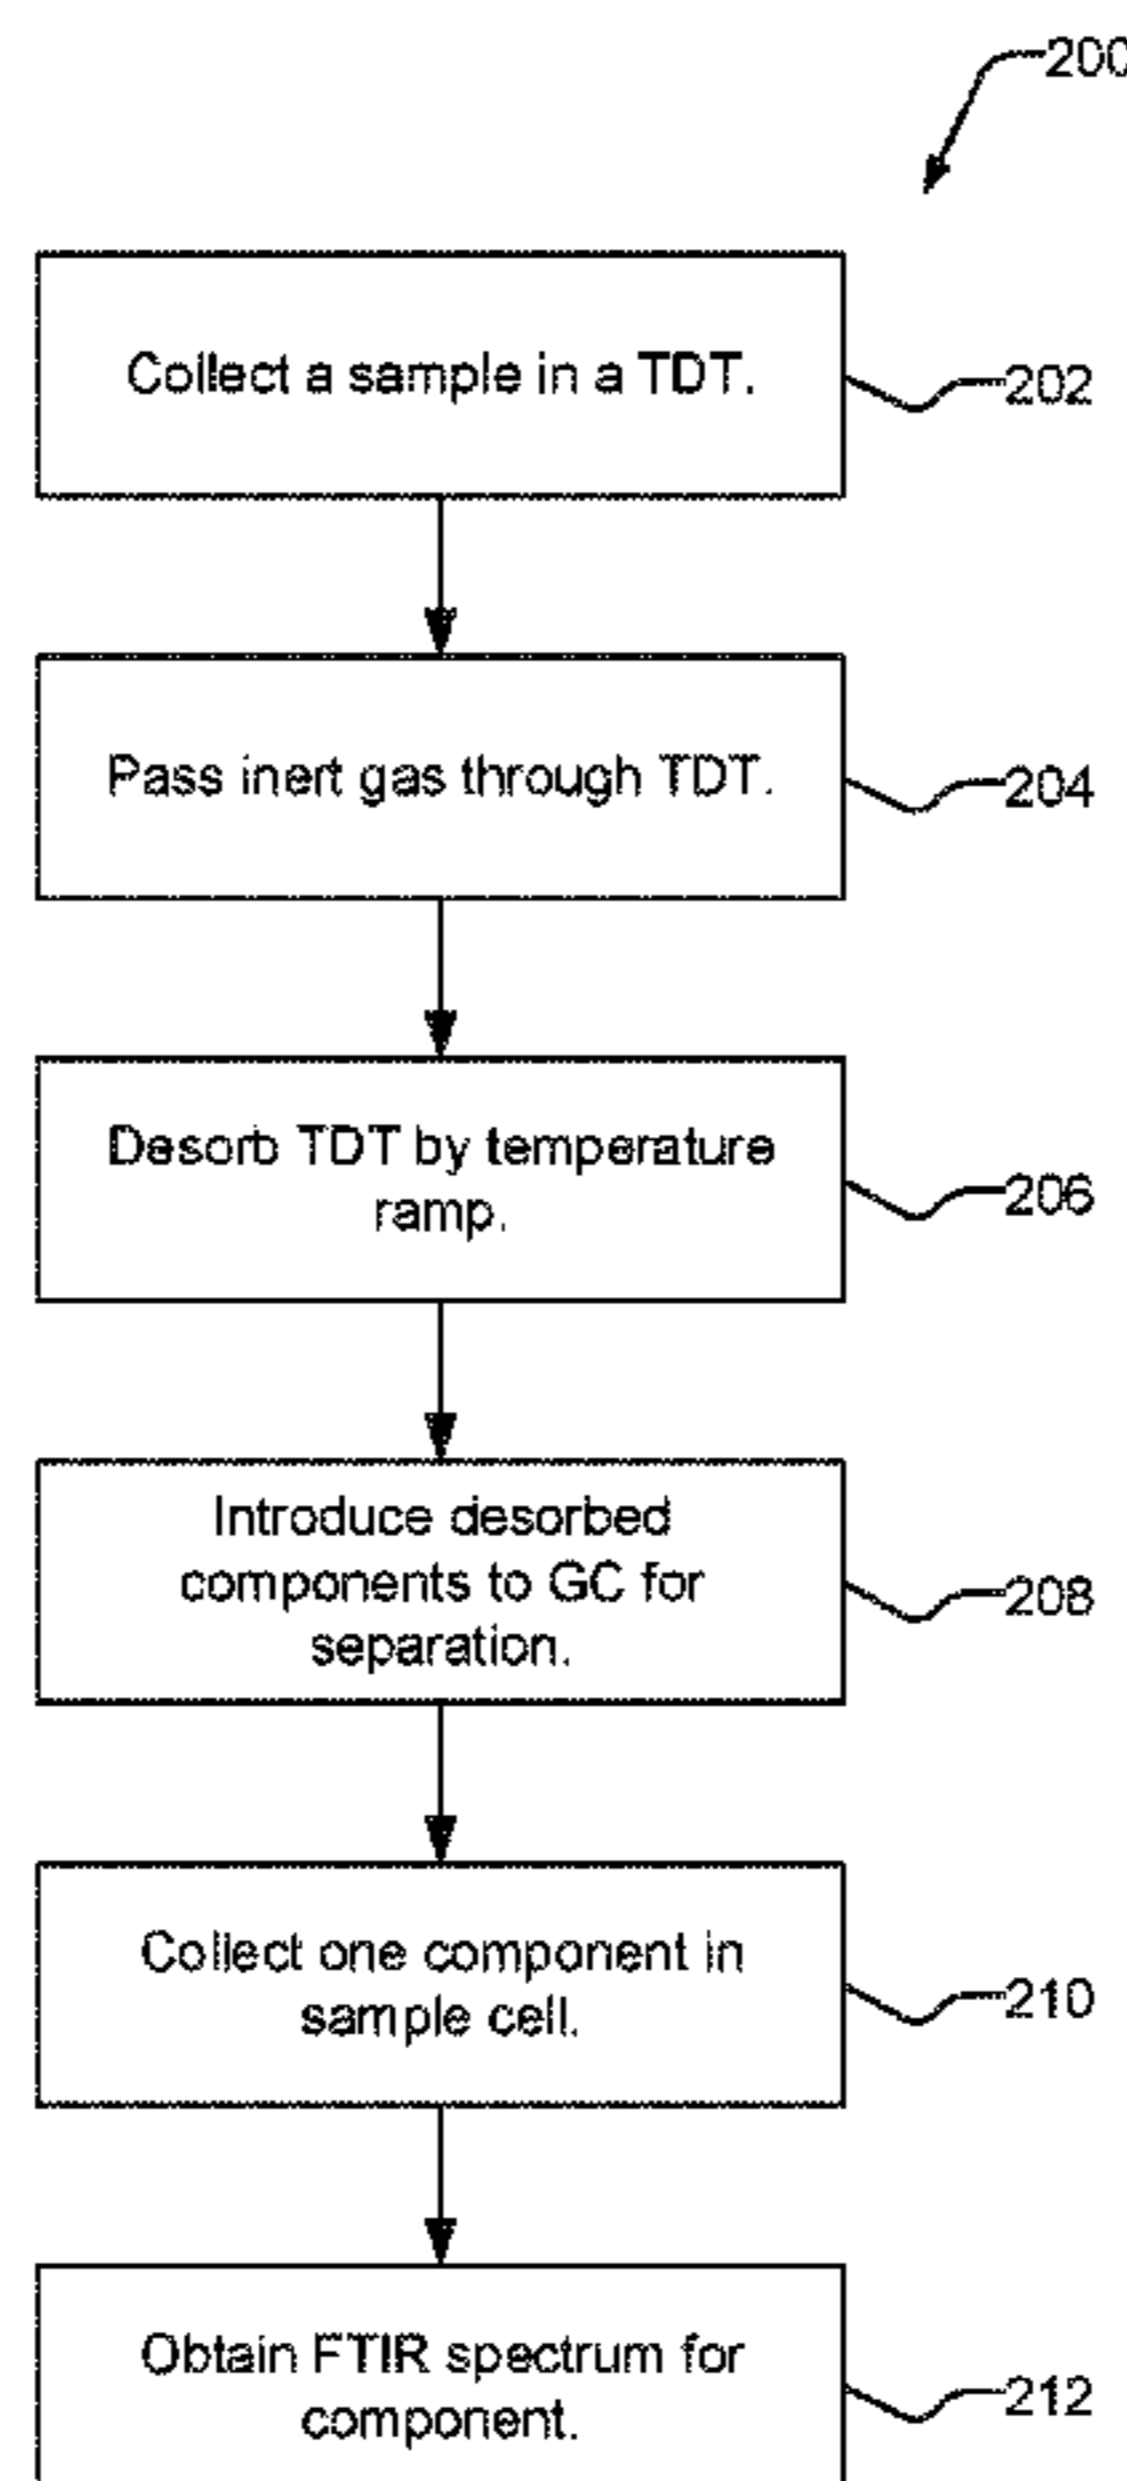 200
Collect a sample in a TDT.
202
Pass inert gas through TDT.
204
Desorb TDT by temperature
ramp.
206
Introduce desorbed
components to GC for
separation.
208
Collect one component in
sample cell.
210
Obtain FTIR spectrum for
component.
212